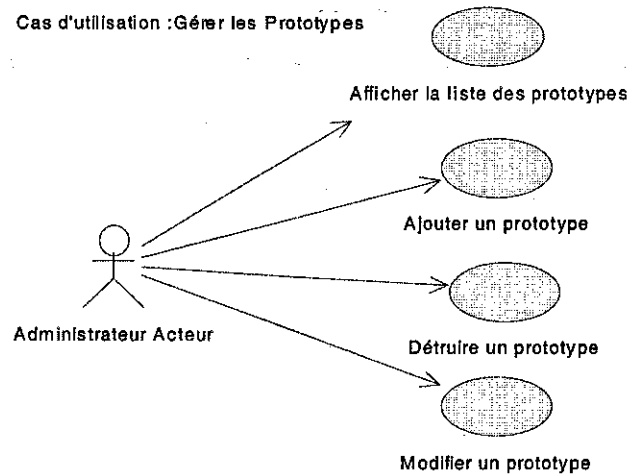 Cas d'utilisation :Gérer les Prototypes
Afficher la liste des prototypes
Ajouter un prototype
Administrateur Acteur
Détruire un prototype
Modifier un prototype